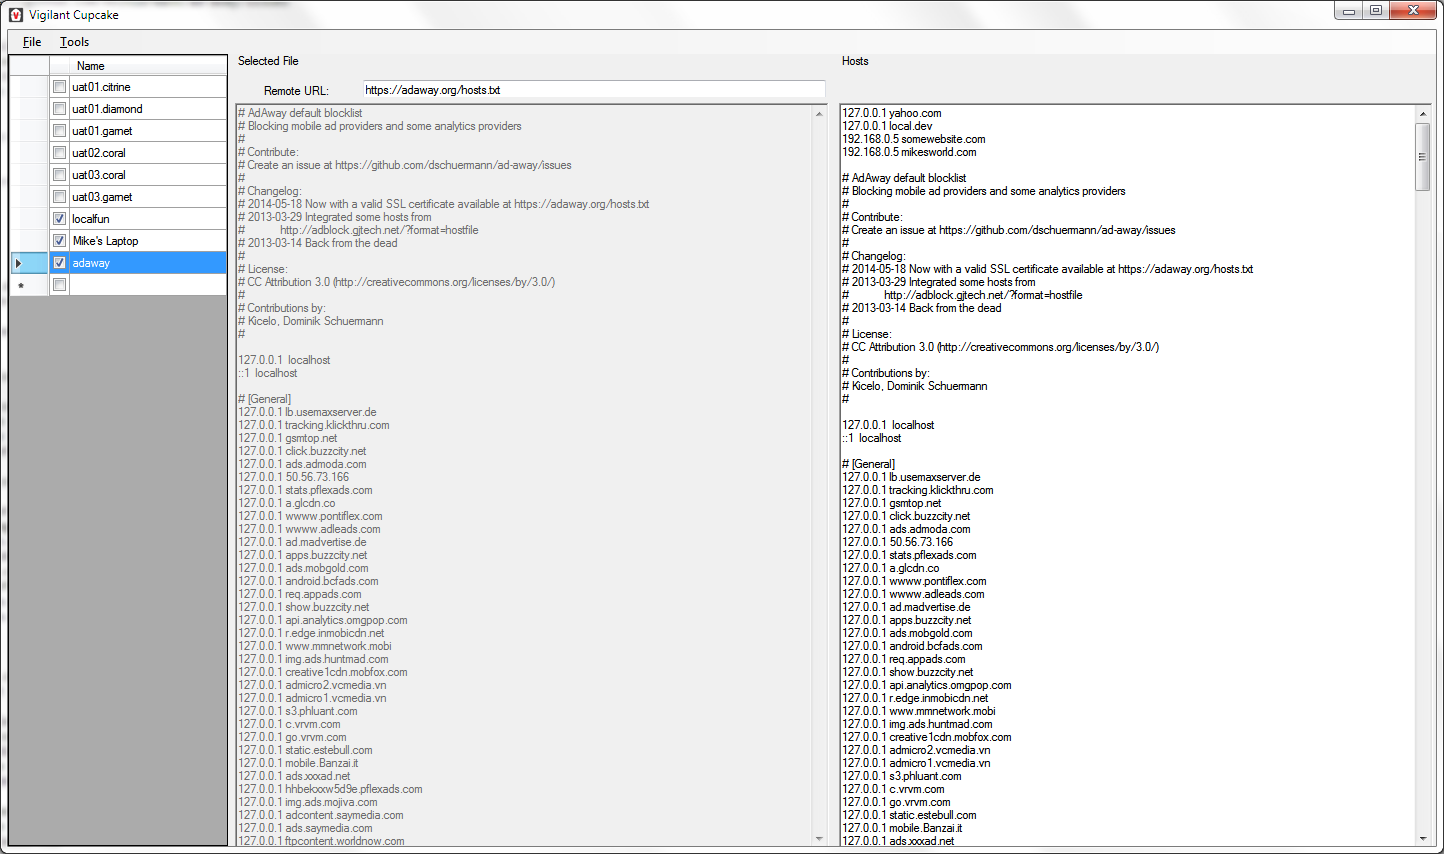 Vigilant Cupcake
File Tools
Name
uat01.citrine
uat01.diamond
uat01.garnet
uat02.coral
uat03.coral
uat03.garnet
localfun
Mike's Laptop
adaway
*
Selected File
Remote URL: https://adaway.org/hosts.txt
# AdAway default blocklist
# Blocking mobile ad providers and some analytics providers
#
# Contribute:
# Create an issue at https://github.com/dschuermann/ad-away/issues
#
# Changelog:
# 2014-05-18 Now with a valid SSL certificate available at https://adaway.org/hosts.txt
# 2013-03-29 Integrated some hosts from
# http://adblock.gjtech.net/?format=hostfile
# 2013-03-14 Back from the dead
#
# License:
# CC Attribution 3.0 (http://creativecommons.org/licenses/by/3.0/)
#
# Contributions by:
# Kicelo, Dominik Schuermann
#
127.0.0.1 localhost
::1 localhost
# [General]
127.0.0.1 lb.usemaxserver.de
127.0.0.1 tracking.klickthru.com
127.0.0.1 gsmtop.net
127.0.0.1 click.buzzcity.net
127.0.0.1 ads.admoda.com
127.0.0.1 50.56.73.166
127.0.0.1 stats.pflexads.com
127.0.0.1 a.glcdn.co
127.0.0.1 wwww.pontiflex.com
127.0.0.1 wwww.adleads.com
127.0.0.1 ad.madvertise.de
127.0.0.1 apps.buzzcity.net
127.0.0.1 ads.mobgold.com
127.0.0.1 android.bcfads.com
127.0.0.1 req.appads.com
127.0.0.1 show.buzzcity.net
127.0.0.1 api.analytics.omgpop.com
127.0.0.1 r.edge.inmobicdn.net
127.0.0.1 www.mmnetwork.mobi
127.0.0.1 img.ads.huntmad.com
127.0.0.1 creative1cdn.mobfox.com
127.0.0.1 admicro2.vcmedia.vn
127.0.0.1 admicro1.vcmedia.vn
127.0.0.1 s3.phluant.com
127.0.0.1 c.vrvm.com
127.0.0.1 go.vrvm.com
127.0.0.1 static.estebull.com
127.0.0.1 mobile.Banzai.it
127.0.0.1 ads.xxxad.net
127.0.0.1 hhbekxxw5d9e.pflexads.com
127.0.0.1 img.ads.mojiva.com
127.0.0.1 adcontent.saymedia.com
127.0.0.1 ads.saymedia.com
127.0.0.1 ftpcontent.worldnow.com
Hosts
127.0.0.1 yahoo.com
127.0.0.1 local.dev
192.168.0.5 somewebsite.com
192.168.0.5 mikesworld.com
# AdAway default blocklist
# Blocking mobile ad providers and some analytics providers
#
# Contribute:
# Create an issue at https://github.com/dschuermann/ad-away/issues
#
# Changelog:
# 2014-05-18 Now with a valid SSL certificate available at https://adaway.org/hosts.txt
# 2013-03-29 Integrated some hosts from
# http://adblock.gjtech.net/?format=hostfile
# 2013-03-14 Back from the dead
#
# License:
# CC Attribution 3.0 (http://creativecommons.org/licenses/by/3.0/)
#
# Contributions by:
# Kicelo, Dominik Schuermann
#
127.0.0.1 localhost
::1 localhost
# [General]
127.0.0.1 lb.usemaxserver.de
127.0.0.1 tracking.klickthru.com
127.0.0.1 gsmtop.net
127.0.0.1 click.buzzcity.net
127.0.0.1 ads.admoda.com
127.0.0.1 50.56.73.166
127.0.0.1 stats.pflexads.com
127.0.0.1 a.glcdn.co
127.0.0.1 wwww.pontiflex.com
127.0.0.1 wwww.adleads.com
127.0.0.1 ad.madvertise.de
127.0.0.1 apps.buzzcity.net
127.0.0.1 ads.mobgold.com
127.0.0.1 android.bcfads.com
127.0.0.1 req.appads.com
127.0.0.1 show.buzzcity.net
127.0.0.1 api.analytics.omgpop.com
127.0.0.1 r.edge.inmobicdn.net
127.0.0.1 www.mmnetwork.mobi
127.0.0.1 img.ads.huntmad.com
127.0.0.1 creative1cdn.mobfox.com
127.0.0.1 admicro2.vcmedia.vn
127.0.0.1 admicro1.vcmedia.vn
127.0.0.1 s3.phluant.com
127.0.0.1 c.vrvm.com
127.0.0.1 go.vrvm.com
127.0.0.1 static.estebull.com
127.0.0.1 mobile.Banzai.it
127.0.0.1 ads.xxxad.net